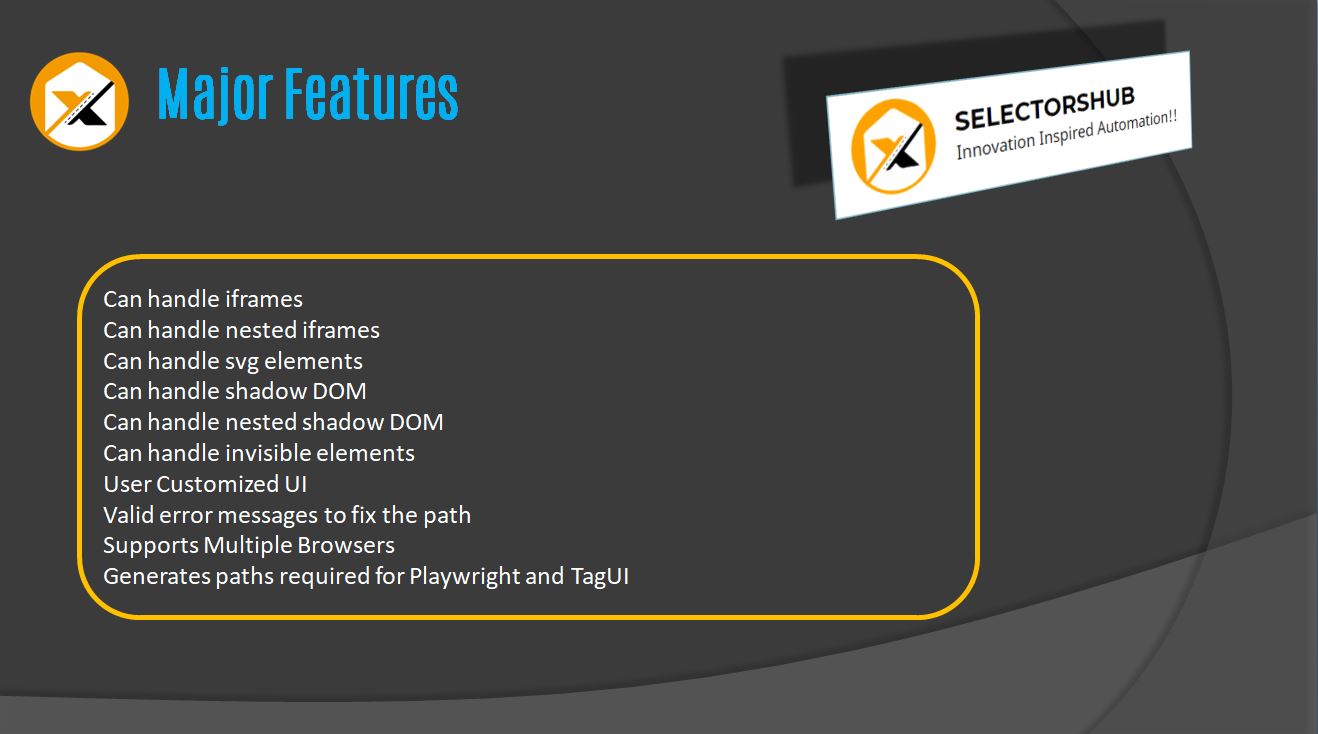 Major Features
SELECTORSHUB
Innovation Inspired Automation!!
Can handle iframes
Can handle nested iframes
Can handle svg elements
Can handle shadow DOM
Can handle nested shadow DOM
Can handle invisible elements
User Customized UI
Valid error messages to fix the path
Supports Multiple Browsers
Generates paths required for Playwright and TagUI